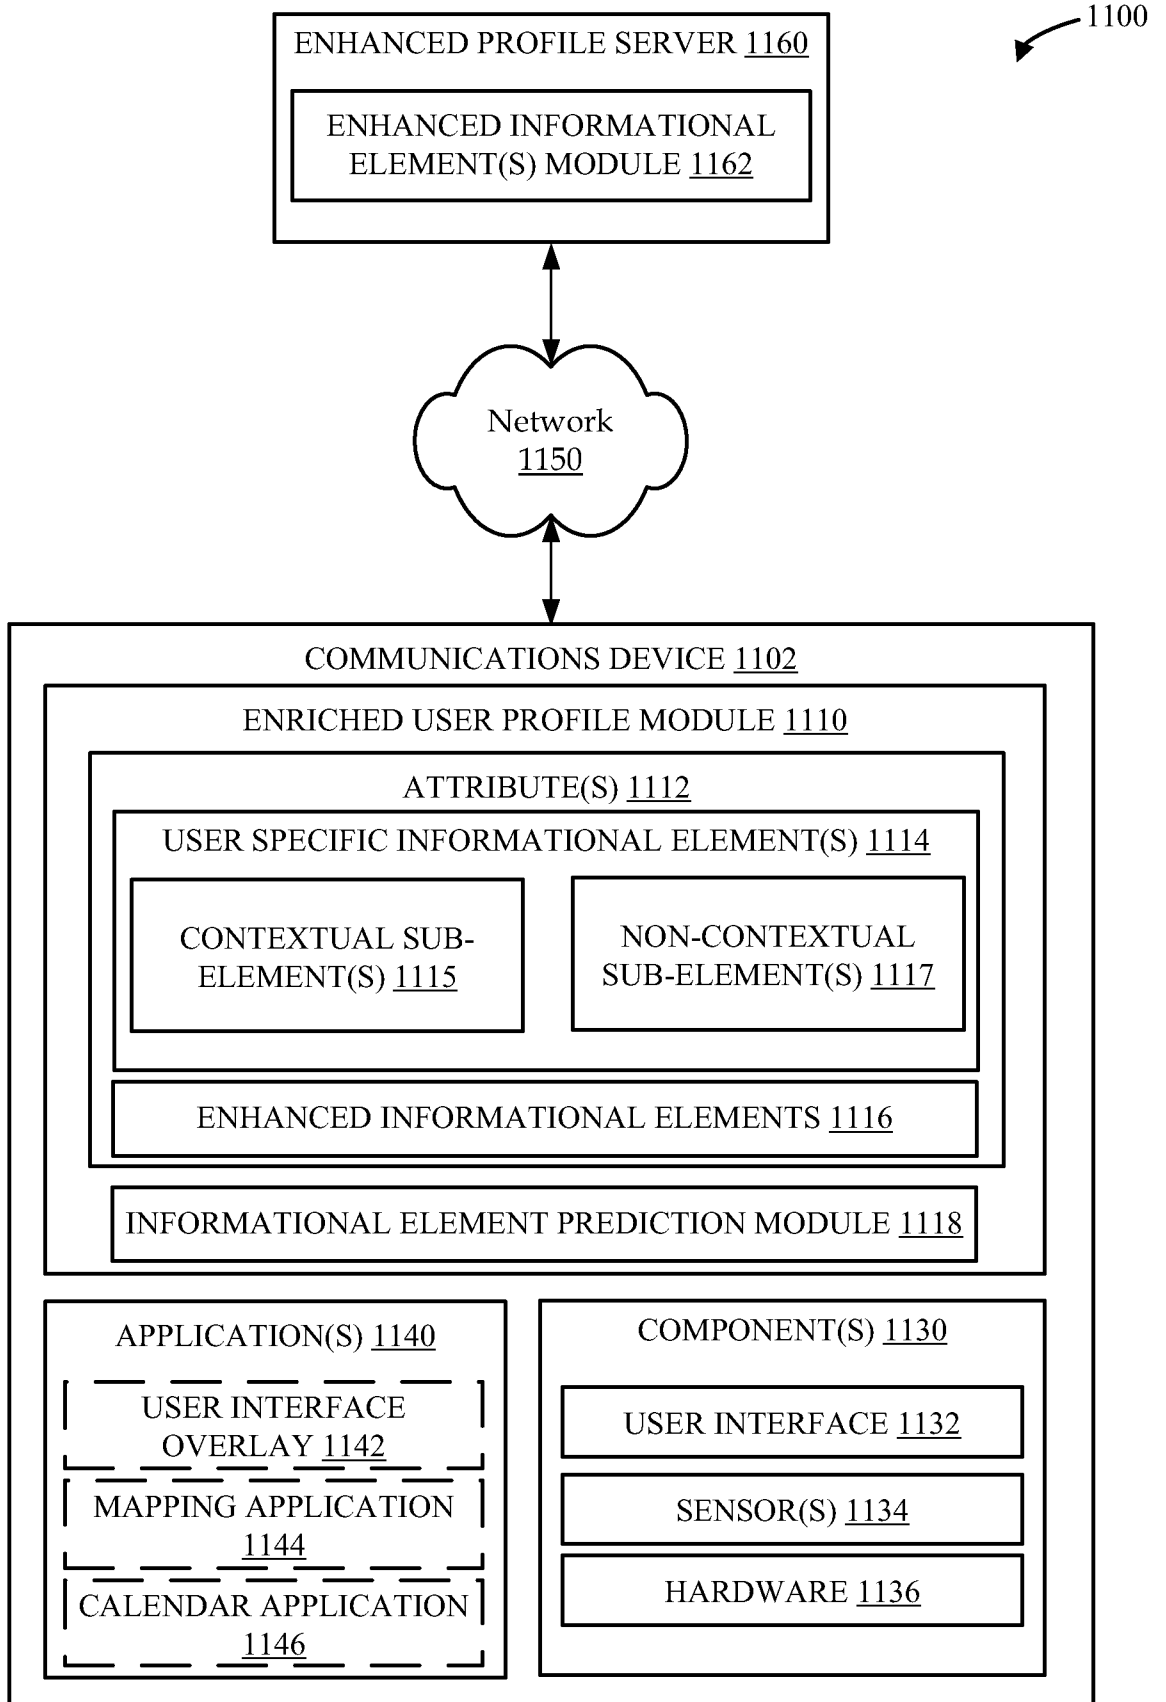 1100
ENHANCED PROFILE SERVER 1160
ENHANCED INFORMATIONAL
ELEMENT(S) MODULE 1162
Network
1150
COMMUNICATIONS DEVICE 1102
ENRICHED USER PROFILE MODULE 1110
ATTRIBUTE(S) 1112
USER SPECIFIC INFORMATIONAL ELEMENT(S) 1114
CONTEXTUAL SUB-
ELEMENT(S) 1115
NON-CONTEXTUAL
SUB-ELEMENT(S) 1117
ENHANCED INFORMATIONAL ELEMENTS 1116
INFORMATIONAL ELEMENT PREDICTION MODULE 1118
APPLICATION(S) 1140
USER INTERFACE
OVERLAY 1142
MAPPING APPLICATION
1144
CALENDAR APPLICATION
1146
COMPONENT(S) 1130
USER INTERFACE 1132
SENSOR(S) 1134
HARDWARE 1136